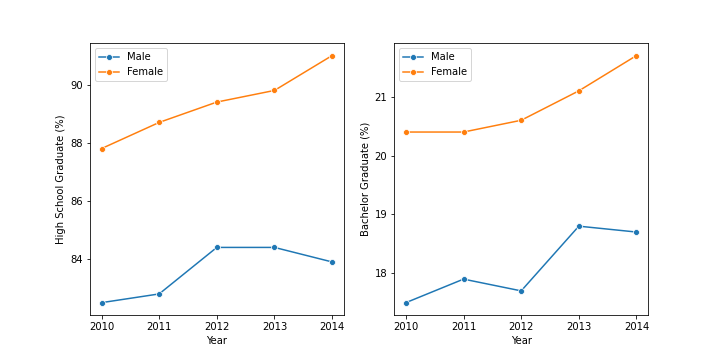 Male
Female
High School Graduate (%)
90
88
86
84
2010 2011 2012 2013 2014
Year
Male
Female
Bachelor Graduate (%)
21
20
19
18
2010 2011 2012 2013 2014
Year